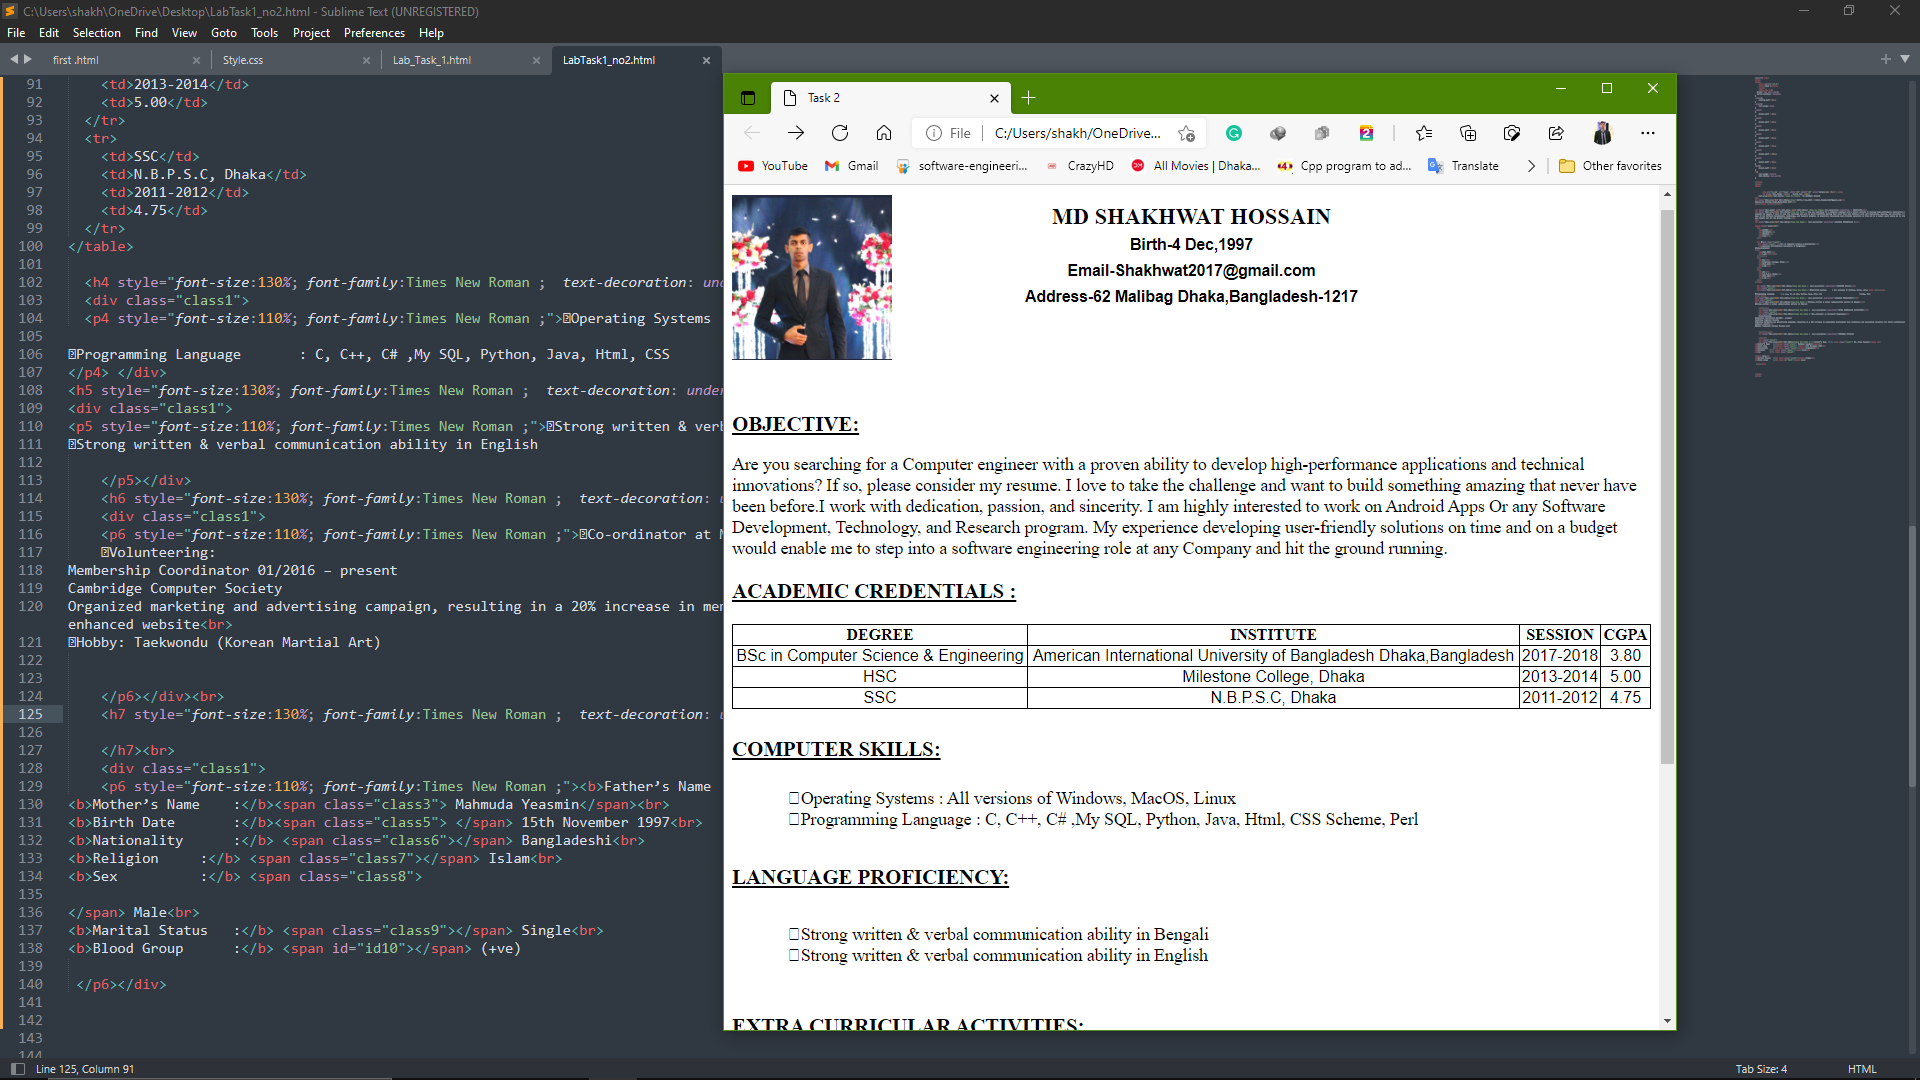 C:\Users\shakh\OneDrive\Desktop\LabTask1_no2.html - Sublime Text (UNREGISTERED)
File Edit Selection Find View Goto Tools Project Preferences Help
first .html Style.css Lab_Task_1.html LabTask1_no2.html
91 <td>2013-2014</td>
92 <td>5.00</td>
93 </tr>
94 <tr>
95 <td>SSC</td>
96 <td>N.B.P.S.C, Dhaka</td>
97 <td>2011-2012</td>
98 <td>4.75</td>
99 </tr>
100 </table>
101
102 <h4 style="font-size:130%; font-family:Times New Roman ; text-decoration: un
103 <div class="class1">
104 <p4 style="font-size:110%; font-family:Times New Roman ;">Operating Systems
105
106 Programming Language : C, C++, C# ,My SQL, Python, Java, Html, CSS
107 </p4> </div>
108 <h5 style="font-size:130%; font-family:Times New Roman ; text-decoration: under
109 <div class="class1">
110 <p5 style="font-size:110%; font-family:Times New Roman ;">Strong written & verb
111 Strong written & verbal communication ability in English
112
113 </p5></div>
114 <h6 style="font-size:130%; font-family:Times New Roman ; text-decoration: u
115 <div class="class1">
116 <p6 style="font-size:110%; font-family:Times New Roman ;">Co-ordinator at
117 Volunteering:
118 Membership Coordinator 01/2016 – present
119 Cambridge Computer Society
120 Organized marketing and advertising campaign, resulting in a 20% increase in mem
enhanced website<br>
121 Hobby: Taekwondu (Korean Martial Art)
122
123
124 </p6></div><br>
125 <h7 style="font-size:130%; font-family:Times New Roman ; text-decoration: u
126
127 </h7><br>
128 <div class="class1">
129 <p6 style="font-size:110%; font-family:Times New Roman ;"><b>Father’s Name
130 <b>Mother’s Name :</b><span class="class3"> Mahmuda Yeasmin</span><br>
131 <b>Birth Date :</b><span class="class5"> </span> 15th November 1997<br>
132 <b>Nationality :</b> <span class="class6"></span> Bangladeshi<br>
133 <b>Religion :</b> <span class="class7"></span> Islam<br>
134 <b>Sex :</b> <span class="class8">
135
136 </span> Male<br>
137 <b>Marital Status :</b> <span class="class9"></span> Single<br>
138 <b>Blood Group :</b> <span id="id10"></span> (+ve)
139
140 </p6></div>
141
142
143
144
Line 125, Column 91
Tab Size: 4 HTML
Task 2
File C:/Users/shakh/OneDrive...
YouTube Gmail software-engineeri... CrazyHD All Movies | Dhaka... Cpp program to ad... Translate Other favorites
MD SHAKHWAT HOSSAIN
Birth-4 Dec,1997
Email-Shakhwat2017@gmail.com
Address-62 Malibag Dhaka,Bangladesh-1217
OBJECTIVE:
Are you searching for a Computer engineer with a proven ability to develop high-performance applications and technical
innovations? If so, please consider my resume. I love to take the challenge and want to build something amazing that never have
been before.I work with dedication, passion, and sincerity. I am highly interested to work on Android Apps Or any Software
Development, Technology, and Research program. My experience developing user-friendly solutions on time and on a budget
would enable me to step into a software engineering role at any Company and hit the ground running.
ACADEMIC CREDENTIALS :
DEGREE INSTITUTE SESSION CGPA
BSc in Computer Science & Engineering American International University of Bangladesh Dhaka,Bangladesh 2017-2018 3.80
HSC Milestone College, Dhaka 2013-2014 5.00
SSC N.B.P.S.C, Dhaka 2011-2012 4.75
COMPUTER SKILLS:
Operating Systems : All versions of Windows, MacOS, Linux
Programming Language : C, C++, C# ,My SQL, Python, Java, Html, CSS Scheme, Perl
LANGUAGE PROFICIENCY:
Strong written & verbal communication ability in Bengali
Strong written & verbal communication ability in English
EXTRA CURRICULAR ACTIVITIES: